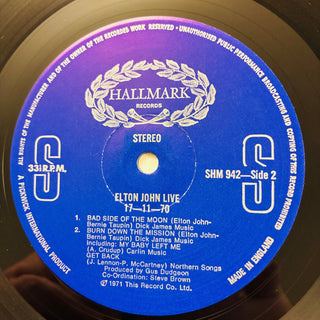 ALL RIGHTS OF THE MANUFACTURER AND OF THE OWNER OF THE RECORDED WORK RESERVED - UNAUTHORISED PUBLIC PERFORMANCE BROADCASTING AND COPYING OF THIS RECORD PROHIBITED
HALLMARK
RECORDS
STEREO
S
S
33⅓ R.P.M.
SHM 942—Side 2
ELTON JOHN LIVE
17-11-70
1. BAD SIDE OF THE MOON (Elton John-
Bernie Taupin) Dick James Music
2. BURN DOWN THE MISSION (Elton John-
Bernie Taupin) Dick James Music
Including: MY BABY LEFT ME
(A. Crudup) Carlin Music
GET BACK
(J. Lennon-P. McCartney) Northern Songs
Produced by Gus Dudgeon
Co-Ordination: Steve Brown
℗ 1971 This Record Co. Ltd.
A PICKWICK INTERNATIONAL PRODUCT
MADE IN ENGLAND